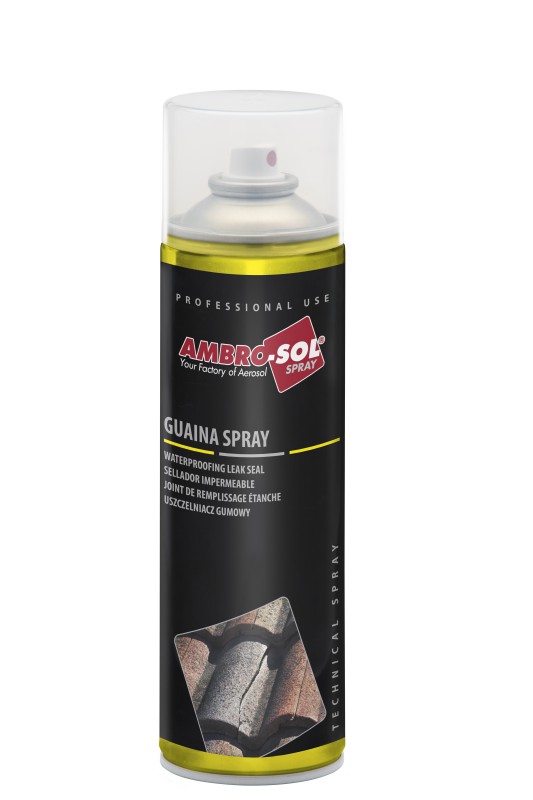 PROFESSIONAL USE
AMBRO-SOL®
SPRAY
Your Factory of Aerosol
GUAINA SPRAY
WATERPROOFING LEAK SEAL
SELLADOR IMPERMEABLE
JOINT DE REMPLISSAGE ÉTANCHE
USZCZELNIACZ GUMOWY
TECHNICAL SPRAY